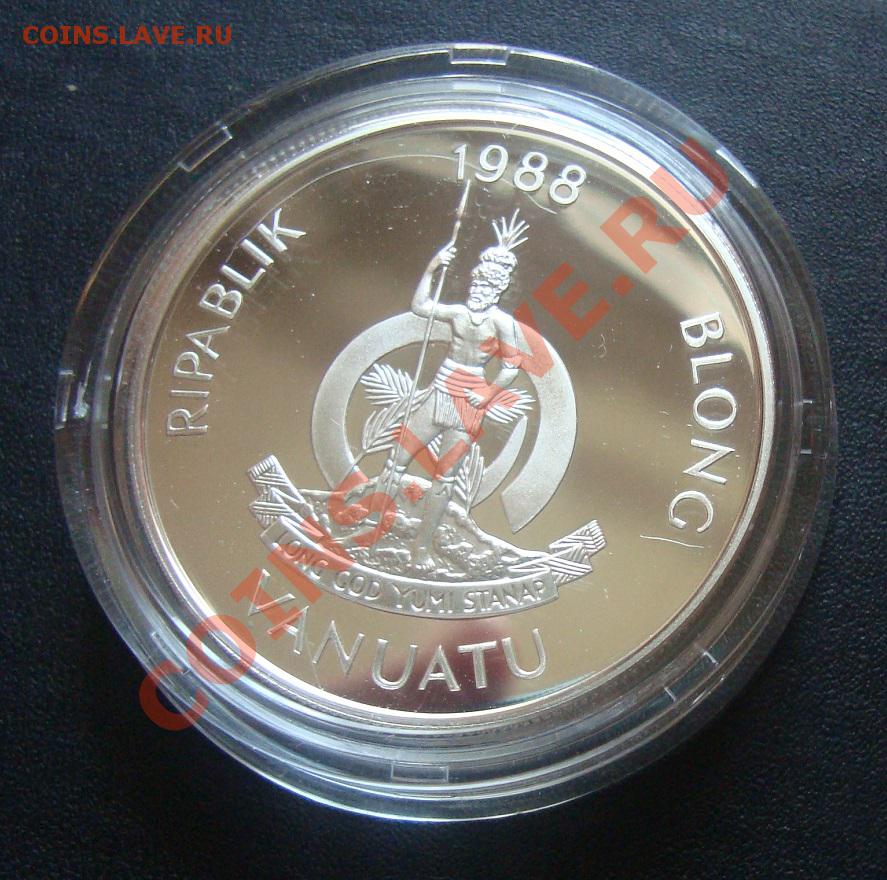 COINS.LAVE.RU
1988
RIPABLIK
BLONG
VANUATU
LONG GOD YUMI STANAP
COINS.LAVE.RU